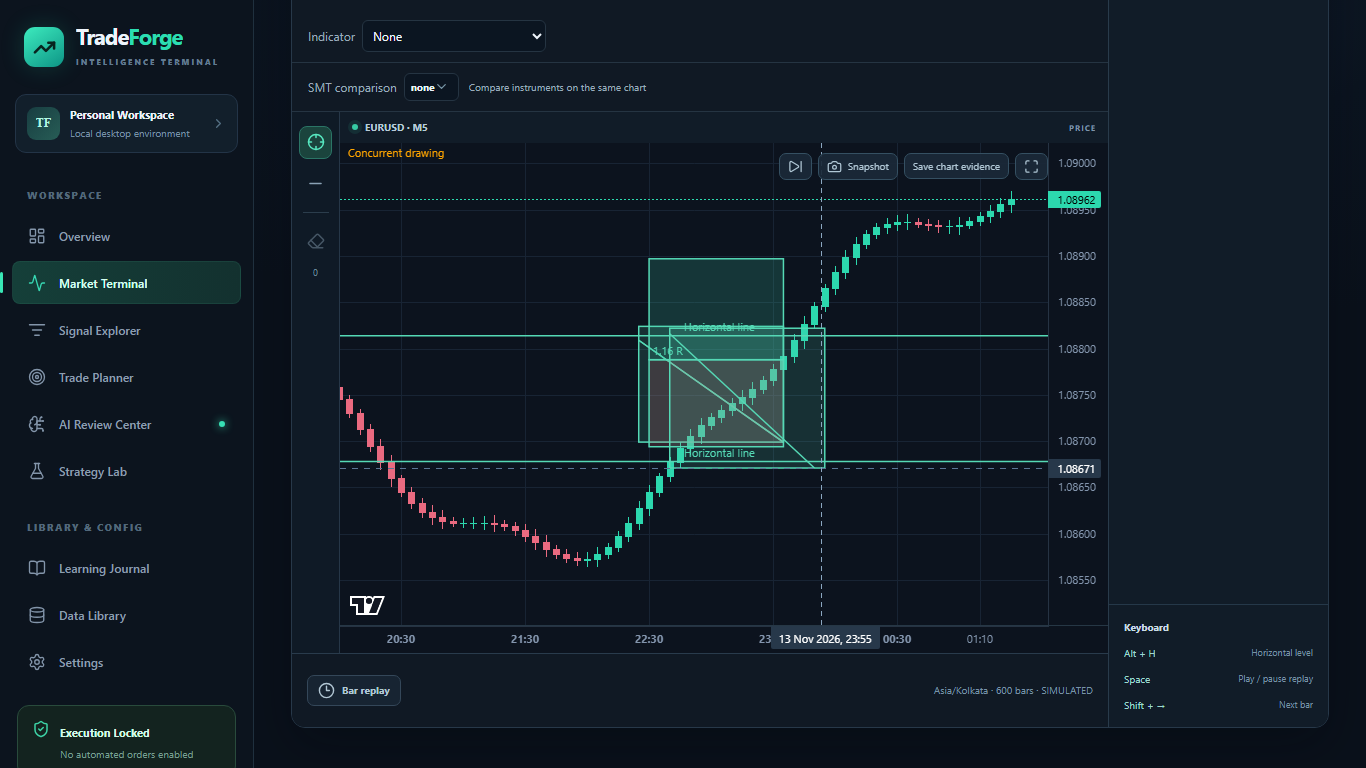 TradeForge
INTELLIGENCE TERMINAL
TF
Personal Workspace
Local desktop environment
WORKSPACE
Overview
Market Terminal
Signal Explorer
Trade Planner
AI Review Center
Strategy Lab
LIBRARY & CONFIG
Learning Journal
Data Library
Settings
Execution Locked
No automated orders enabled
Indicator None
SMT comparison none Compare instruments on the same chart
EURUSD · M5 PRICE
Concurrent drawing
Snapshot Save chart evidence
0
1.09000
1.08962
1.08950
1.08900
1.08850
Horizontal line
1.08800
1.16 R
1.08750
1.08700
Horizontal line
1.08671
1.08650
1.08600
1.08550
20:30 21:30 22:30 23 13 Nov 2026, 23:55 00:30 01:10
Bar replay Asia/Kolkata · 600 bars · SIMULATED
Keyboard
Alt + H Horizontal level
Space Play / pause replay
Shift + → Next bar